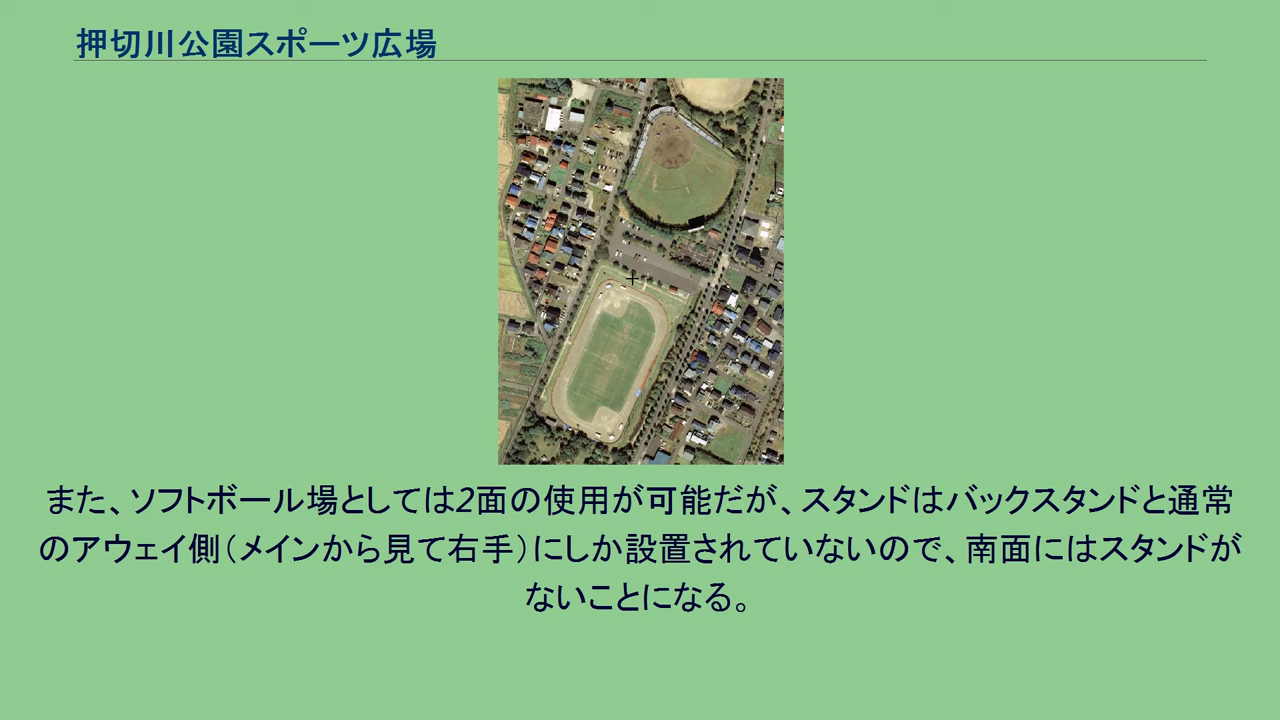 押切川公園スポーツ広場
また、ソフトボール場としては2面の使用が可能だが、スタンドはバックスタンドと通常
のアウェイ側（メインから見て右手）にしか設置されていないので、南面にはスタンドが
ないことになる。